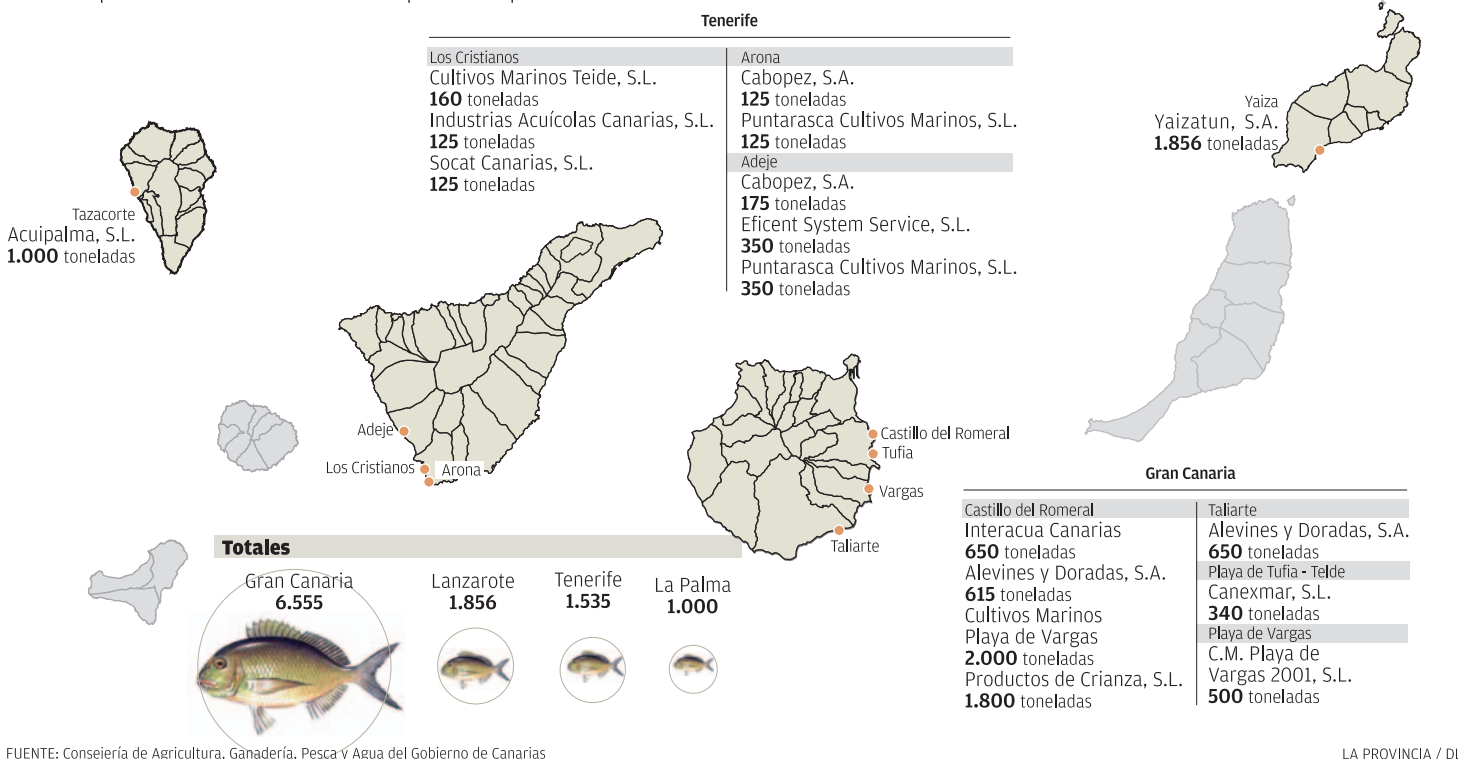 Tenerife
Los Cristianos
Cultivos Marinos Teide, S.L.
160 toneladas
Industrias Acuícolas Canarias, S.L.
125 toneladas
Socat Canarias, S.L.
125 toneladas
Arona
Cabopez, S.A.
125 toneladas
Puntarasca Cultivos Marinos, S.L.
125 toneladas
Adeje
Cabopez, S.A.
175 toneladas
Eficent System Service, S.L.
350 toneladas
Puntarasca Cultivos Marinos, S.L.
350 toneladas
Yaiza
Yaizatun, S.A.
1.856 toneladas
Tazacorte
Acuipalma, S.L.
1.000 toneladas
Adeje
Los Cristianos
Arona
Castillo del Romeral
Tufia
Vargas
Taliarte
Gran Canaria
Castillo del Romeral
Interacua Canarias
650 toneladas
Alevines y Doradas, S.A.
615 toneladas
Cultivos Marinos
Playa de Vargas
2.000 toneladas
Productos de Crianza, S.L.
1.800 toneladas
Taliarte
Alevines y Doradas, S.A.
650 toneladas
Playa de Tufia - Telde
Canexmar, S.L.
340 toneladas
Playa de Vargas
C.M. Playa de
Vargas 2001, S.L.
500 toneladas
Totales
Gran Canaria
6.555
Lanzarote
1.856
Tenerife
1.535
La Palma
1.000
FUENTE: Consejería de Agricultura, Ganadería, Pesca y Agua del Gobierno de Canarias
LA PROVINCIA / DL